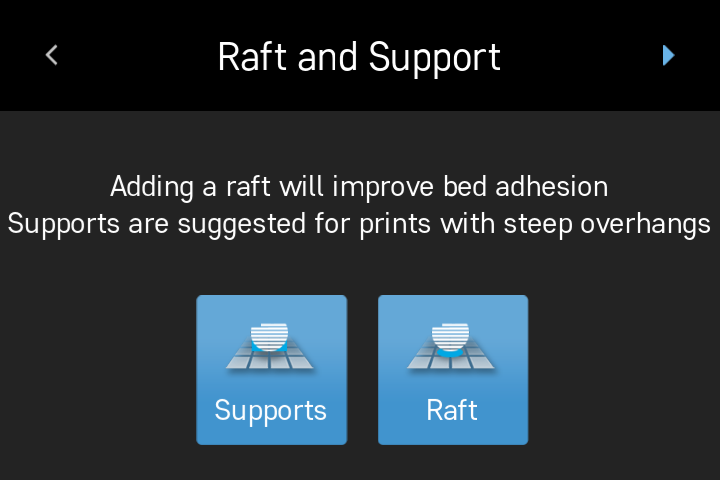 Raft and Support
Adding a raft will improve bed adhesion
Supports are suggested for prints with steep overhangs
Supports
Raft